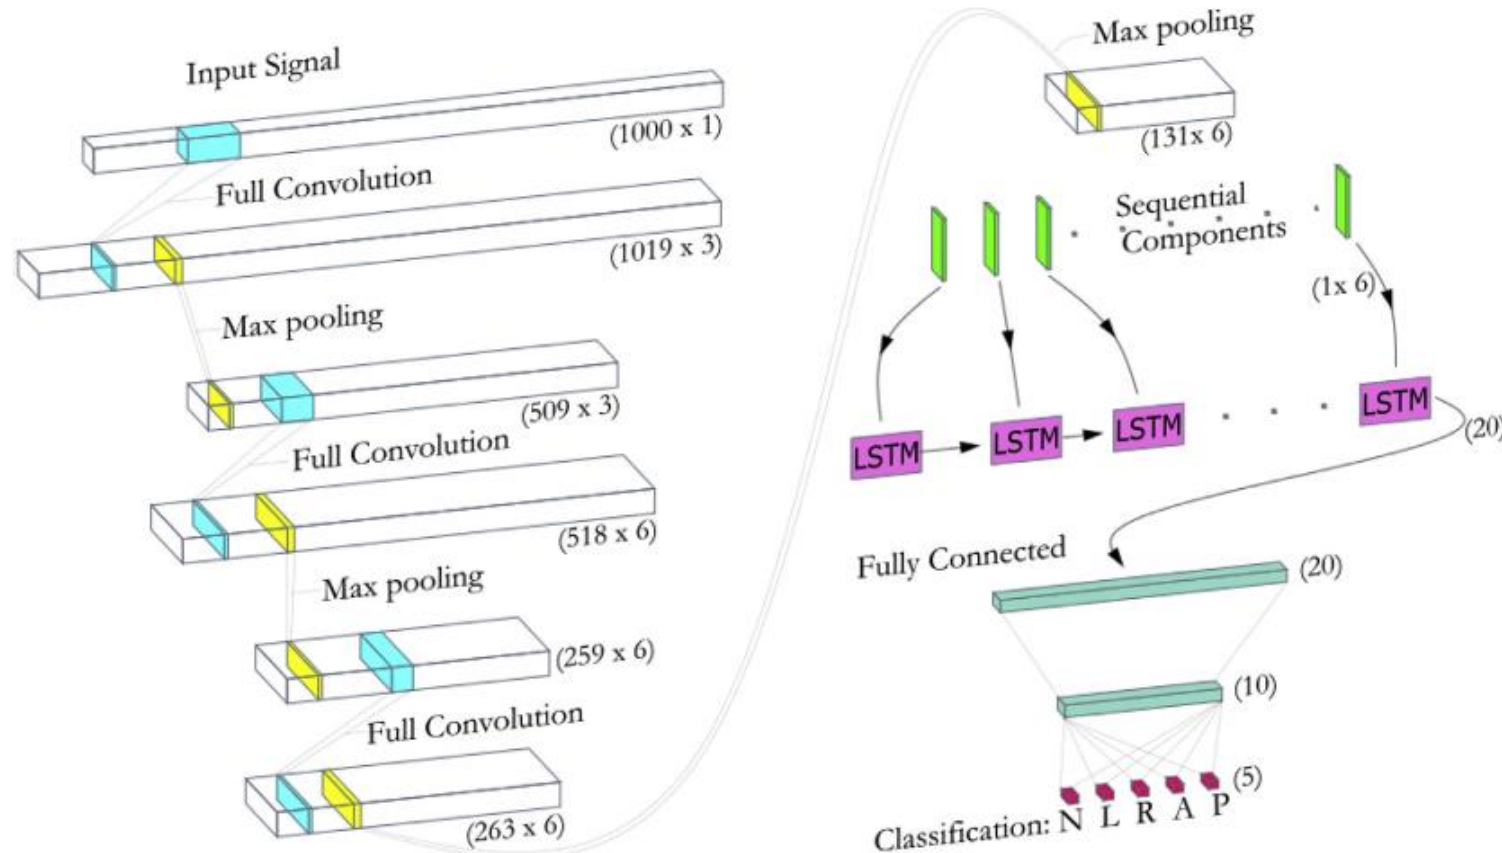 Input Signal
(1000 x 1)
Full Convolution
(1019 x 3)
Max pooling
(509 x 3)
Full Convolution
(518 x 6)
Max pooling
(259 x 6)
Full Convolution
(263 x 6)
Max pooling
(131x 6)
Sequential
Components
(1x 6)
LSTM
LSTM
LSTM
LSTM
(20)
Fully Connected
(20)
(10)
(5)
Classification: N L R A P